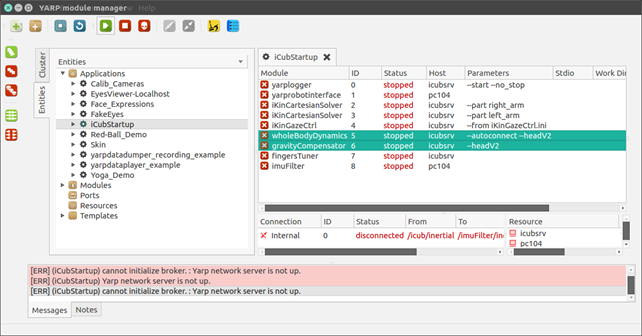 YARP module manager
Help
Cluster
Entities
Entities
Applications
Calib_Cameras
EyesViewer-Localhost
Face_Expressions
FakeEyes
iCubStartup
Red-Ball_Demo
Skin
yarpdatadumper_recording_example
yarpdataplayer_example
Yoga_Demo
Modules
Ports
Resources
Templates
iCubStartup
Module ID Status Host Parameters Stdio Work Dir
yarplogger 0 stopped icubsrv --start --no_stop
yarprobotinterface 1 stopped pc104
iKinCartesianSolver 2 stopped icubsrv --part right_arm
iKinCartesianSolver 3 stopped icubsrv --part left_arm
iKinGazeCtrl 4 stopped icubsrv --from iKinGazeCtrl.ini
wholeBodyDynamics 5 stopped icubsrv --autoconnect --headV2
gravityCompensator 6 stopped icubsrv --headV2
fingersTuner 7 stopped icubsrv
imuFilter 8 stopped pc104
Connection ID Status From To
Internal 0 disconnected /icub/inertial /imuFilter/in
Resource
icubsrv
pc104
[ERR] (iCubStartup) cannot initialize broker. : Yarp network server is not up.
[ERR] (iCubStartup) Yarp network server is not up.
[ERR] (iCubStartup) cannot initialize broker. : Yarp network server is not up.
Messages Notes